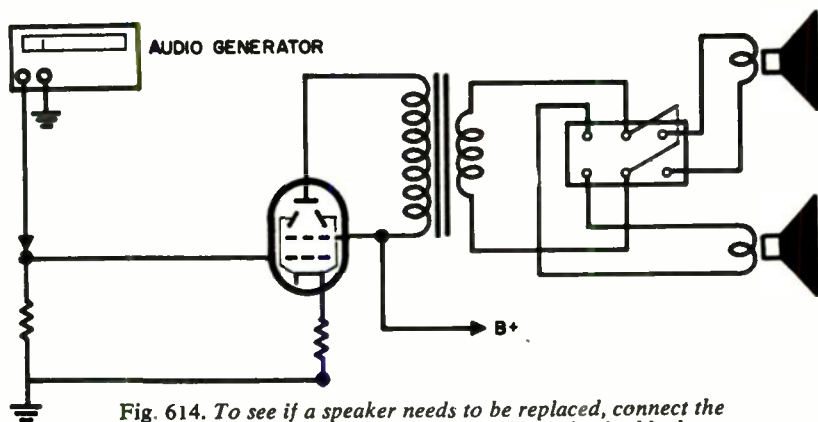 AUDIO GENERATOR
B+
Fig. 614. To see if a speaker needs to be replaced, connect the